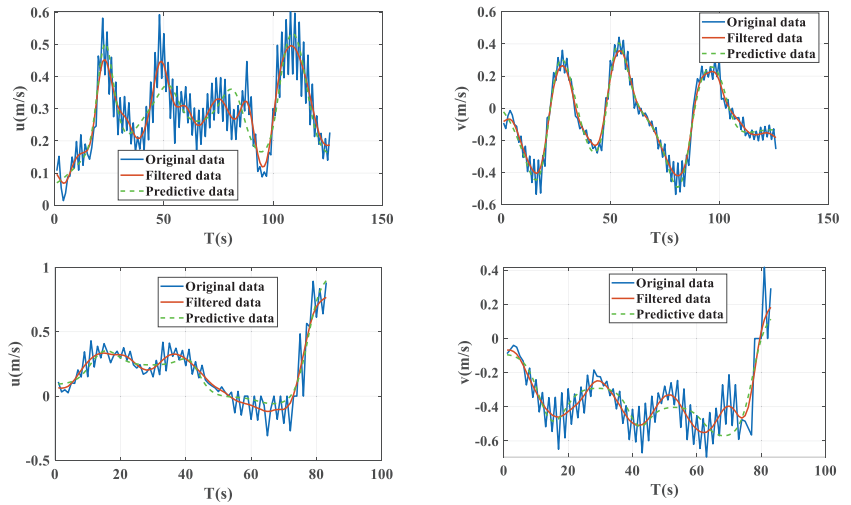 0.6
0.5
0.4
0.3
0.2
0.1
0
u(m/s)
Original data
Filtered data
Predictive data
0
50
100
150
T(s)
0.6
0.4
0.2
0
-0.2
-0.4
-0.6
v(m/s)
Original data
Filtered data
Predictive data
0
50
100
150
T(s)
1
0.5
0
-0.5
u(m/s)
Original data
Filtered data
Predictive data
0
20
40
60
80
100
T(s)
0.4
0.2
0
-0.2
-0.4
-0.6
v(m/s)
Original data
Filtered data
Predictive data
0
20
40
60
80
100
T(s)